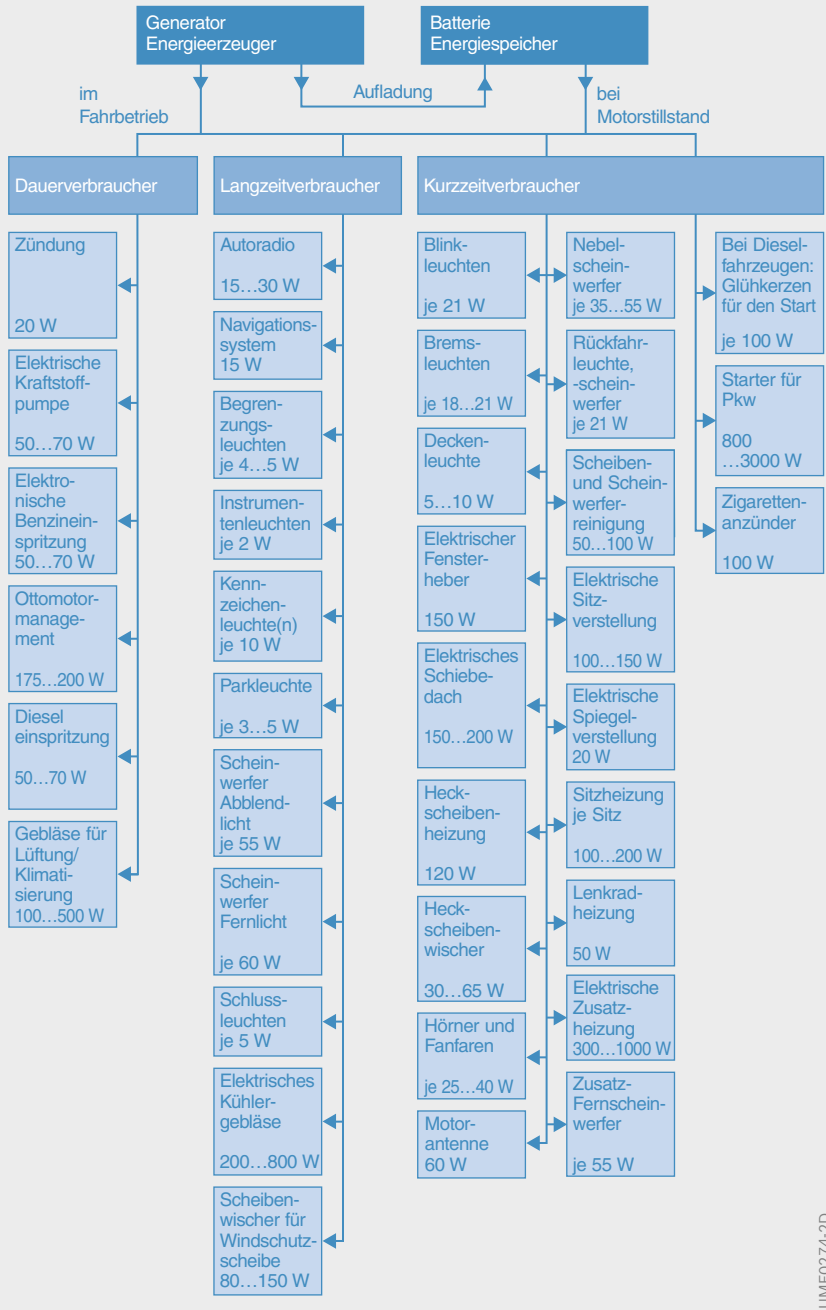 Generator
Energieerzeuger
Batterie
Energiespeicher
im
Fahrbetrieb
Aufladung
bei
Motorstillstand
Dauerverbraucher
Langzeitverbraucher
Kurzzeitverbraucher
Zündung
20 W
Elektrische
Kraftstoff-
pumpe
50...70 W
Elektro-
nische
Benzinein-
spritzung
50...70 W
Ottomotor-
manage-
ment
175...200 W
Diesel
einspritzung
50...70 W
Gebläse für
Lüftung/
Klimati-
sierung
100...500 W
Autoradio
15...30 W
Navigations-
system
15 W
Begren-
zungs-
leuchten
je 4...5 W
Instrumen-
tenleuchten
je 2 W
Kenn-
zeichen-
leuchte(n)
je 10 W
Parkleuchte
je 3...5 W
Schein-
werfer
Abblend-
licht
je 55 W
Schein-
werfer
Fernlicht
je 60 W
Schluss-
leuchten
je 5 W
Elektrisches
Kühler-
gebläse
200...800 W
Scheiben-
wischer für
Windschutz-
scheibe
80...150 W
Blink-
leuchten
je 21 W
Brems-
leuchten
je 18...21 W
Decken-
leuchte
5...10 W
Elektrischer
Fenster-
heber
150 W
Elektrisches
Schiebe-
dach
150...200 W
Heck-
scheiben-
heizung
120 W
Heck-
scheiben-
wischer
30...65 W
Hörner und
Fanfaren
je 25...40 W
Motor-
antenne
60 W
Nebel-
schein-
werfer
je 35...55 W
Rückfahr-
leuchte,
-schein-
werfer
je 21 W
Scheiben-
und Schein-
werfer-
reinigung
50...100 W
Elektrische
Sitz-
verstellung
100...150 W
Elektrische
Spiegel-
verstellung
20 W
Sitzheizung
je Sitz
100...200 W
Lenkrad-
heizung
50 W
Elektrische
Zusatz-
heizung
300...1000 W
Zusatz-
Fernschein-
werfer
je 55 W
Bei Diesel-
fahrzeugen:
Glühkerzen
für den Start
je 100 W
Starter für
Pkw
800
...3000 W
Zigaretten-
anzünder
100 W